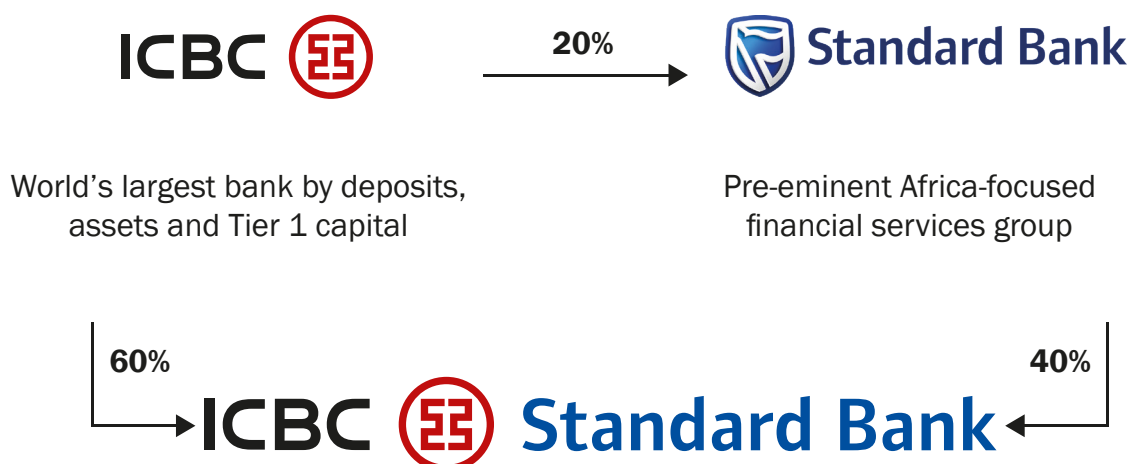 ICBC
20%
Standard Bank
World's largest bank by deposits,
assets and Tier 1 capital
Pre-eminent Africa-focused
financial services group
60%
40%
ICBC Standard Bank